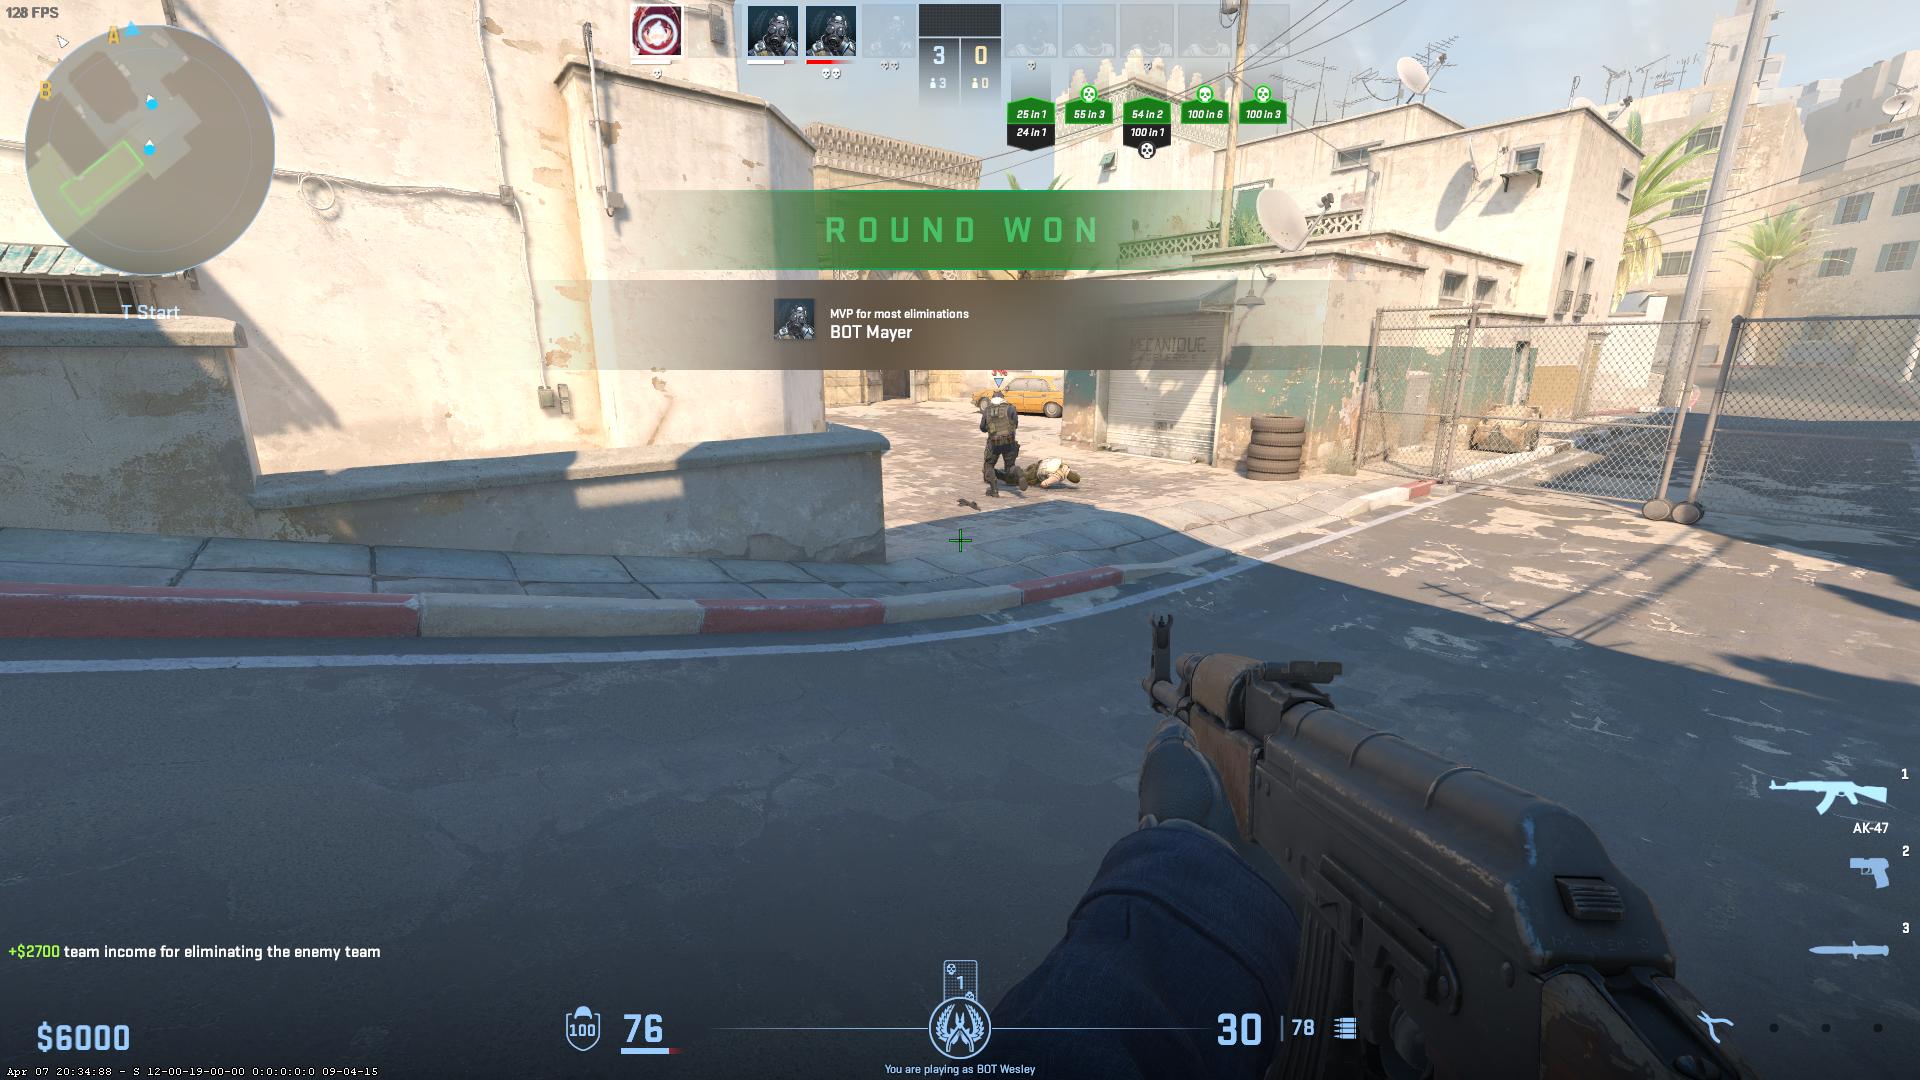 128 FPS
A
B
T Start
3 0
3 0
25 in 1
55 in 3
54 in 2
100 in 6
100 in 3
24 in 1
100 in 1
ROUND WON
MVP for most eliminations
BOT Mayer
MECANIQUE
1
AK-47
2
3
+$2700 team income for eliminating the enemy team
1
$6000
100
76
30 | 78
You are playing as BOT Wesley
Apr 07 20:34:88 - S 12-00-19-00-00 0:0:0:0:0 09-04-15